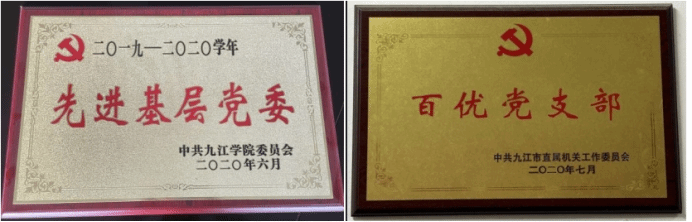 二〇一九—二〇二〇学年
先进基层党委
中共九江学院委员会
二〇二〇年六月
百优党支部
中共九江市直属机关工作委员会
二〇二〇年七月